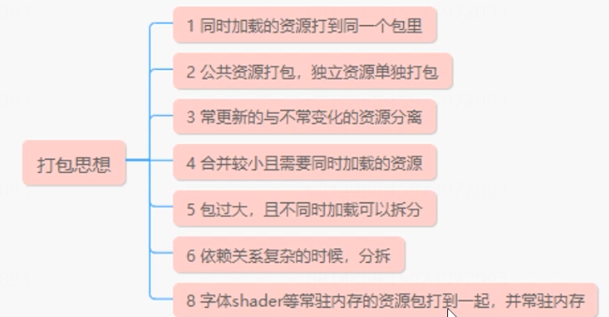 打包思想
1 同时加载的资源打到同一个包里
2 公共资源打包，独立资源单独打包
3 常更新的与不常变化的资源分离
4 合并较小且需要同时加载的资源
5 包过大，且不同时加载可以拆分
6 依赖关系复杂的时候，分拆
8 字体shader等常驻内存的资源包打到一起，并常驻内存